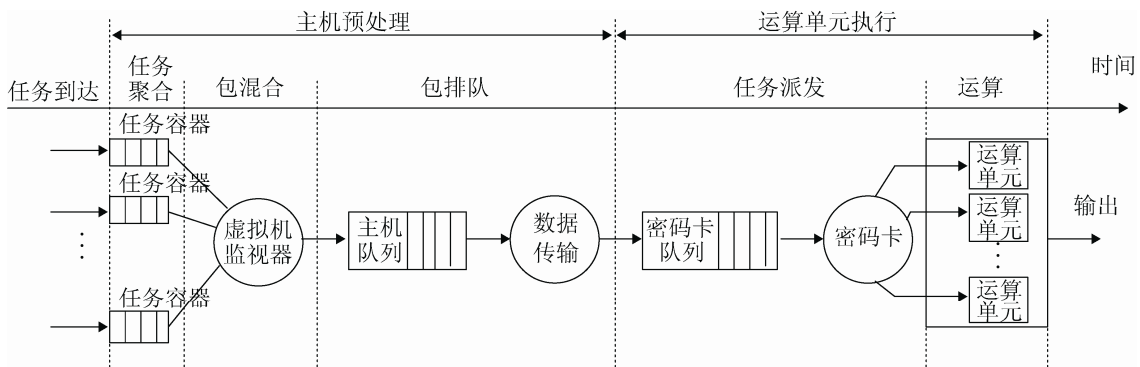 主机预处理
运算单元执行
时间
任务到达
任务
聚合
包混合
包排队
任务派发
运算
任务容器
任务容器
任务容器
虚拟机
监视器
主机
队列
数据
传输
密码卡
队列
密码卡
运算
单元
运算
单元
运算
单元
输出